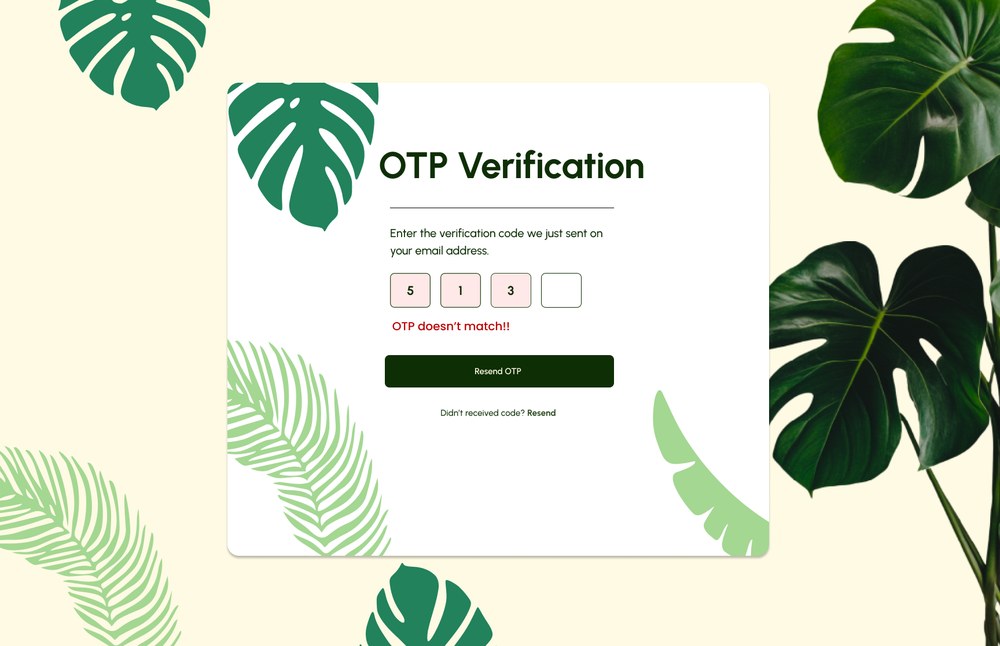 OTP Verification
Enter the verification code we just sent on
your email address.
5 1 3
OTP doesn't match!!
Resend OTP
Didn't received code? Resend